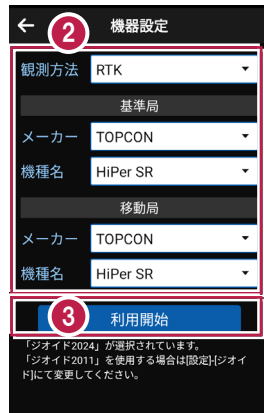 ← 機器設定
2
観測方法 RTK
基準局
メーカー TOPCON
機種名 HiPer SR
移動局
メーカー TOPCON
機種名 HiPer SR
3 利用開始
「ジオイド2024」が選択されています。
「ジオイド2011」を使用する場合は[設定]-[ジオイ
ド]にて変更してください。